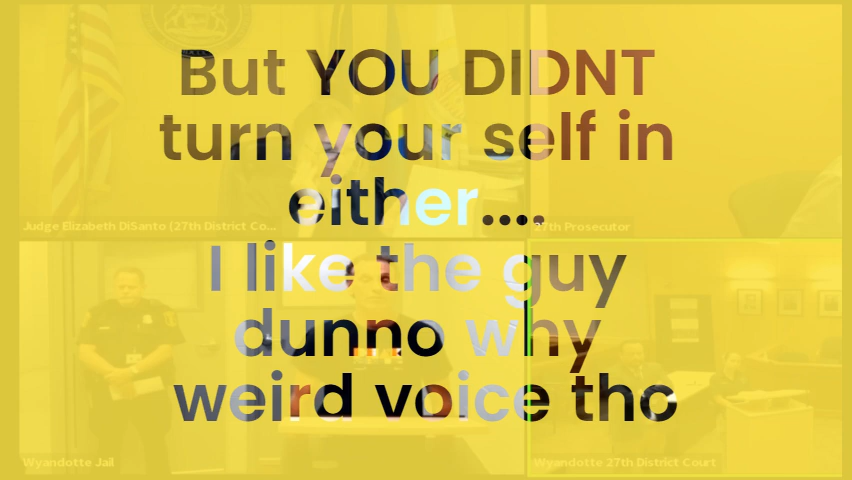 But YOU DIDNT
turn your self in
either....
I like the guy
dunno why
weird voice tho
Judge Elizabeth DiSanto (27th District Co...
27th Prosecutor
Wyandotte Jail
Wyandotte 27th District Court